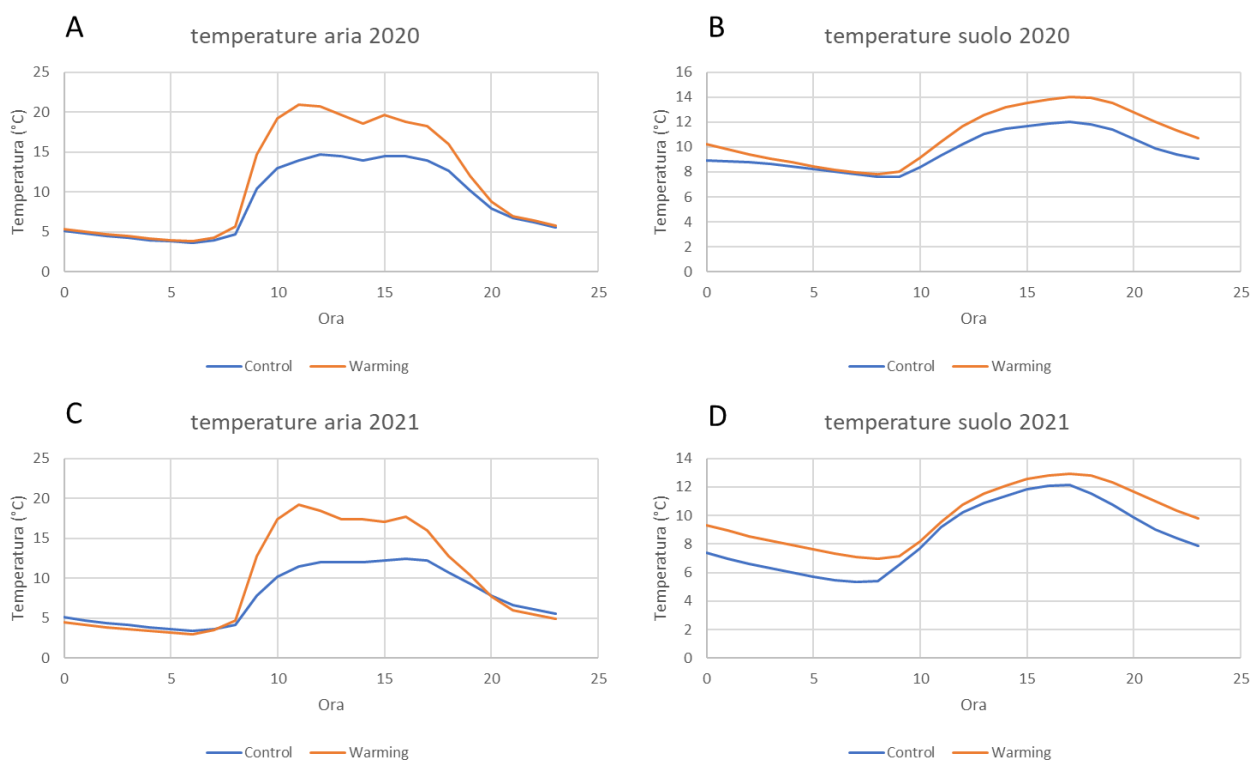 A
temperature aria 2020
Temperatura (°C)
25
20
15
10
5
0
0 5 10 15 20 25
Ora
Control Warming
B
temperature suolo 2020
Temperatura (°C)
16
14
12
10
8
6
4
2
0
0 5 10 15 20 25
Ora
Control Warming
C
temperature aria 2021
Temperatura (°C)
25
20
15
10
5
0
0 5 10 15 20 25
Ora
Control Warming
D
temperature suolo 2021
Temperatura (°C)
14
12
10
8
6
4
2
0
0 5 10 15 20 25
Ora
Control Warming